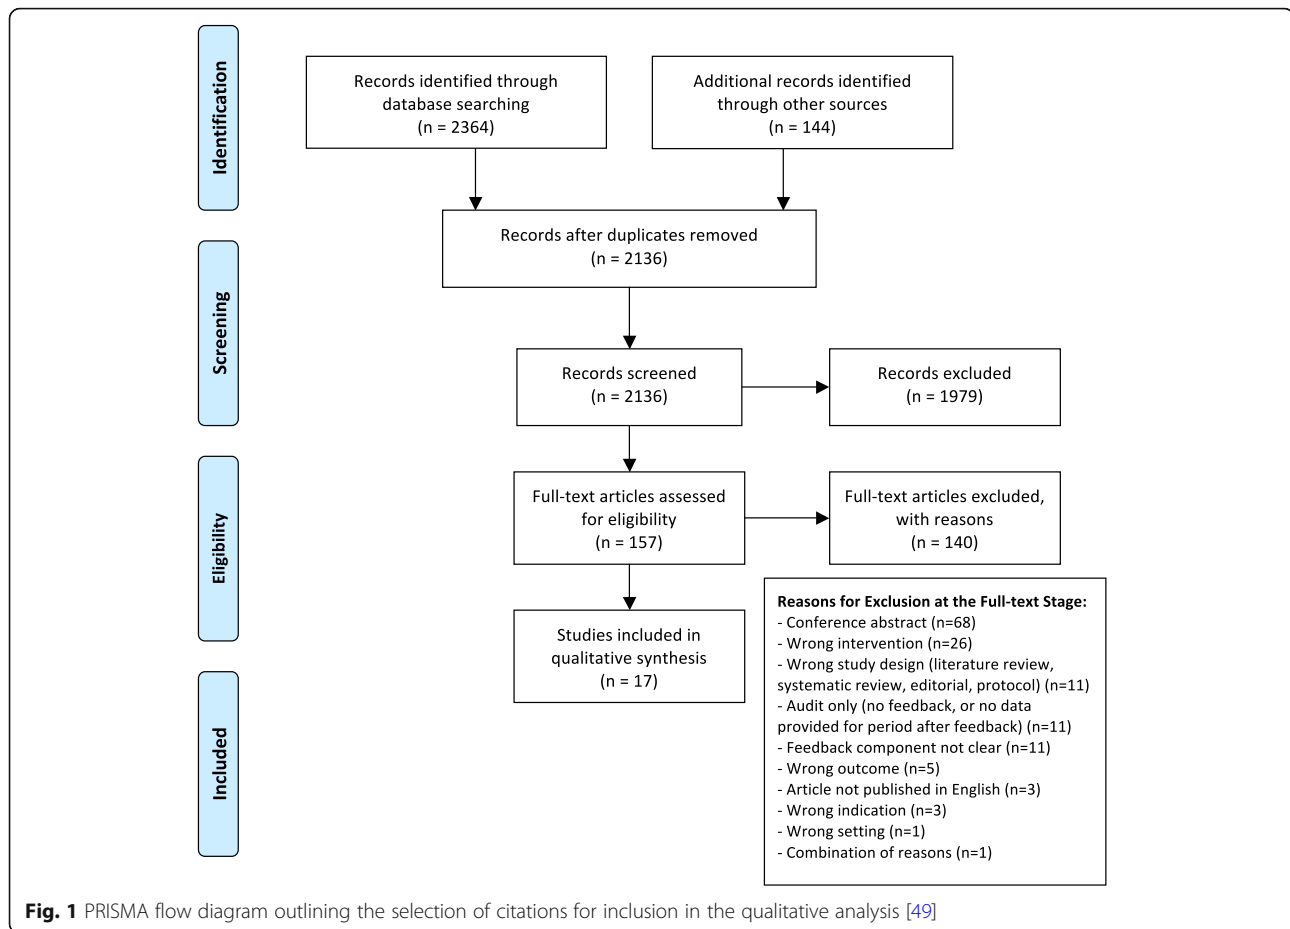 Identification
Records identified through
database searching
(n = 2364)
Additional records identified
through other sources
(n = 144)
Records after duplicates removed
(n = 2136)
Screening
Records screened
(n = 2136)
Records excluded
(n = 1979)
Eligibility
Full-text articles assessed
for eligibility
(n = 157)
Full-text articles excluded,
with reasons
(n = 140)
Studies included in
qualitative synthesis
(n = 17)
Reasons for Exclusion at the Full-text Stage:
- Conference abstract (n=68)
- Wrong intervention (n=26)
- Wrong study design (literature review,
systematic review, editorial, protocol) (n=11)
- Audit only (no feedback, or no data
provided for period after feedback) (n=11)
- Feedback component not clear (n=11)
- Wrong outcome (n=5)
- Article not published in English (n=3)
- Wrong indication (n=3)
- Wrong setting (n=1)
- Combination of reasons (n=1)
Included
Fig. 1 PRISMA flow diagram outlining the selection of citations for inclusion in the qualitative analysis [49]